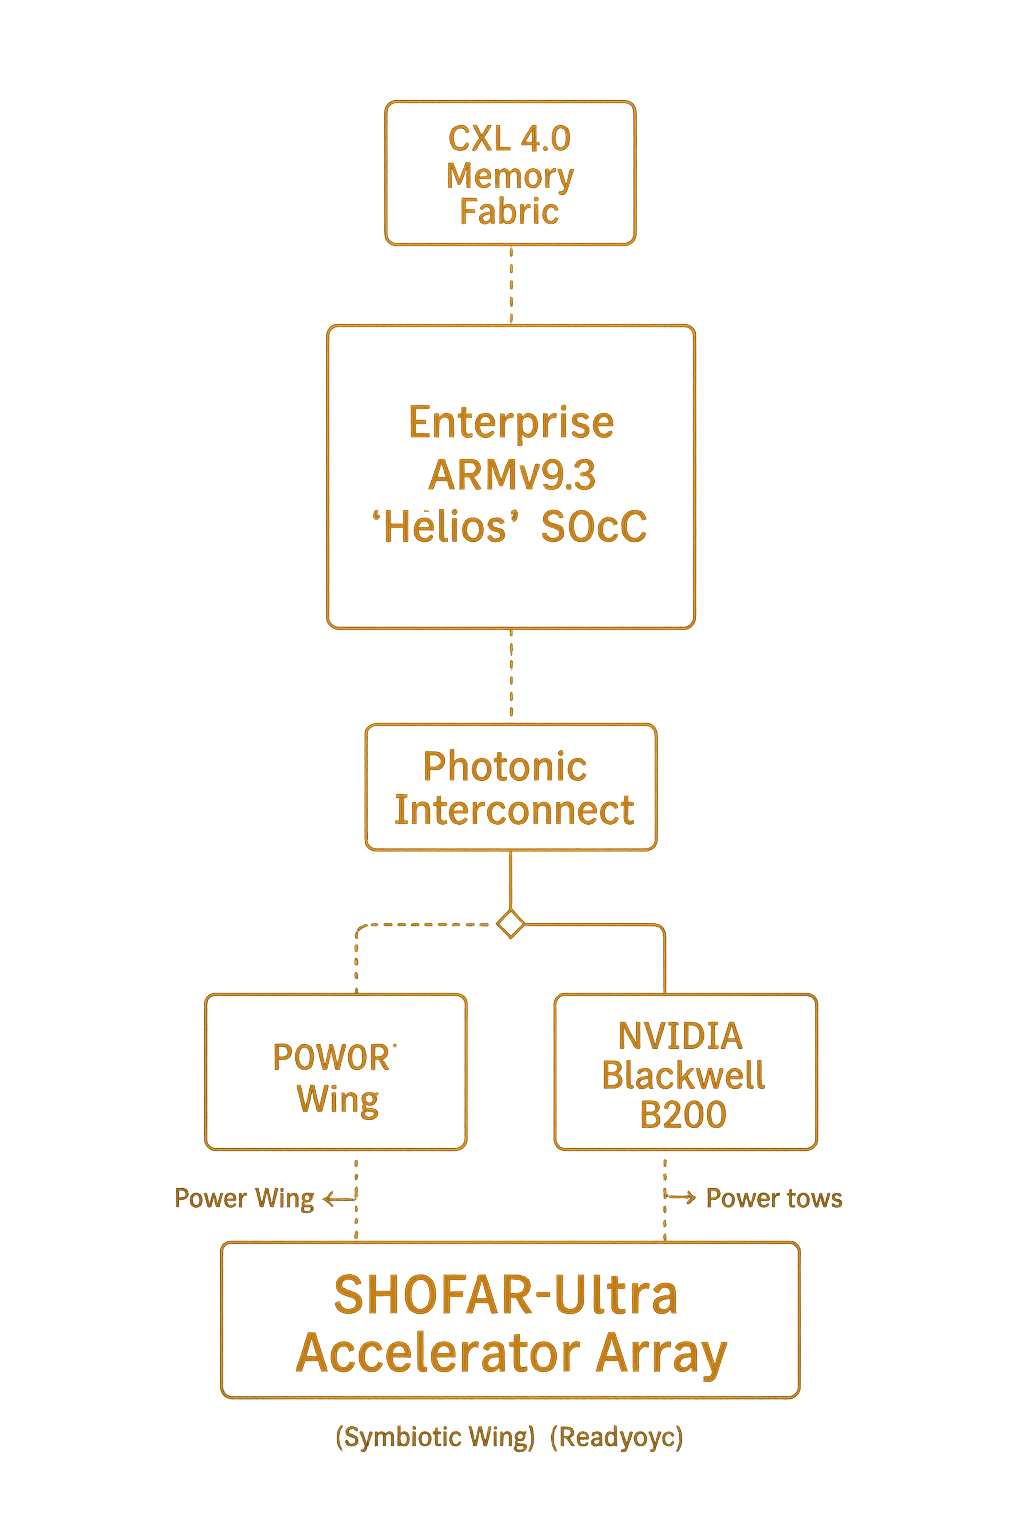 CXL 4.0
Memory
Fabric
Enterprise
ARMv9.3
‘Hėlios’ SOcC
Photonic
Interconnect
POWOR
Wing
NVIDIA
Blackwell
B200
Power Wing
Power tows
SHOFAR-Ultra
Accelerator Array
(Symbiotic Wing) (Readyoyc)